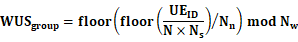 WUS_group = floor(floor(UE_ID/(N × N_s))/N_n) mod N_w